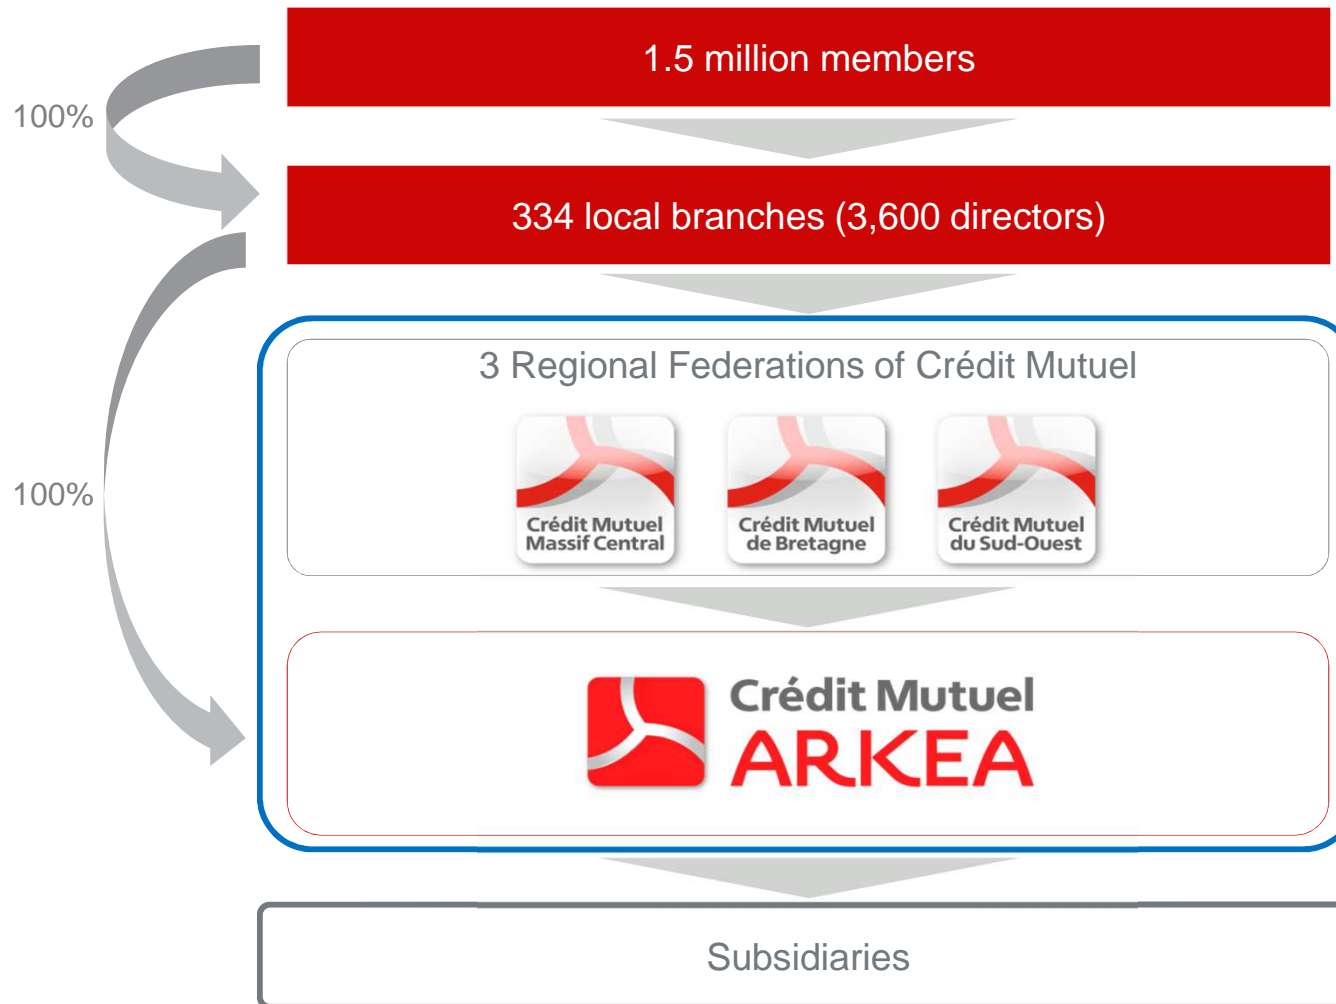 1.5 million members
100%
334 local branches (3,600 directors)
3 Regional Federations of Crédit Mutuel
Crédit Mutuel
Massif Central
Crédit Mutuel
de Bretagne
Crédit Mutuel
du Sud-Ouest
100%
Crédit Mutuel
ARKEA
Subsidiaries